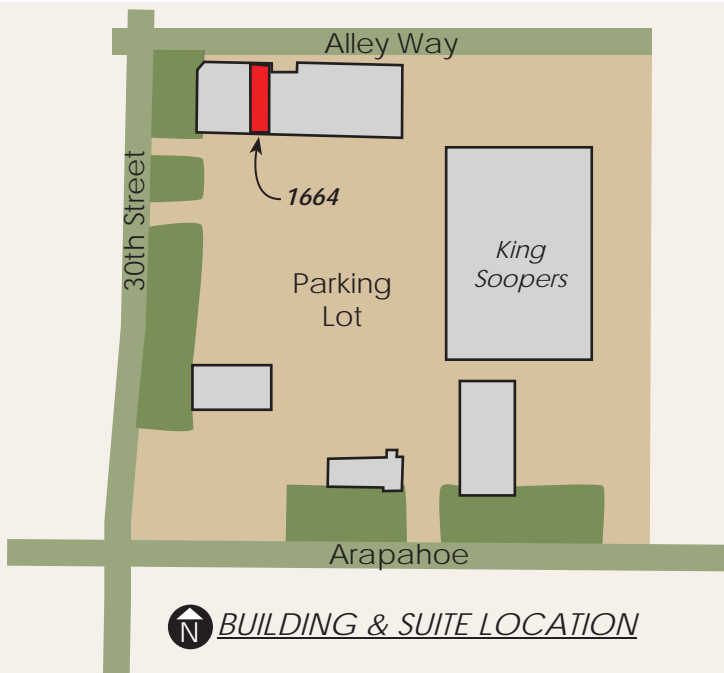 Alley Way
30th Street
1664
King
Soopers
Parking
Lot
Arapahoe
N
BUILDING & SUITE LOCATION